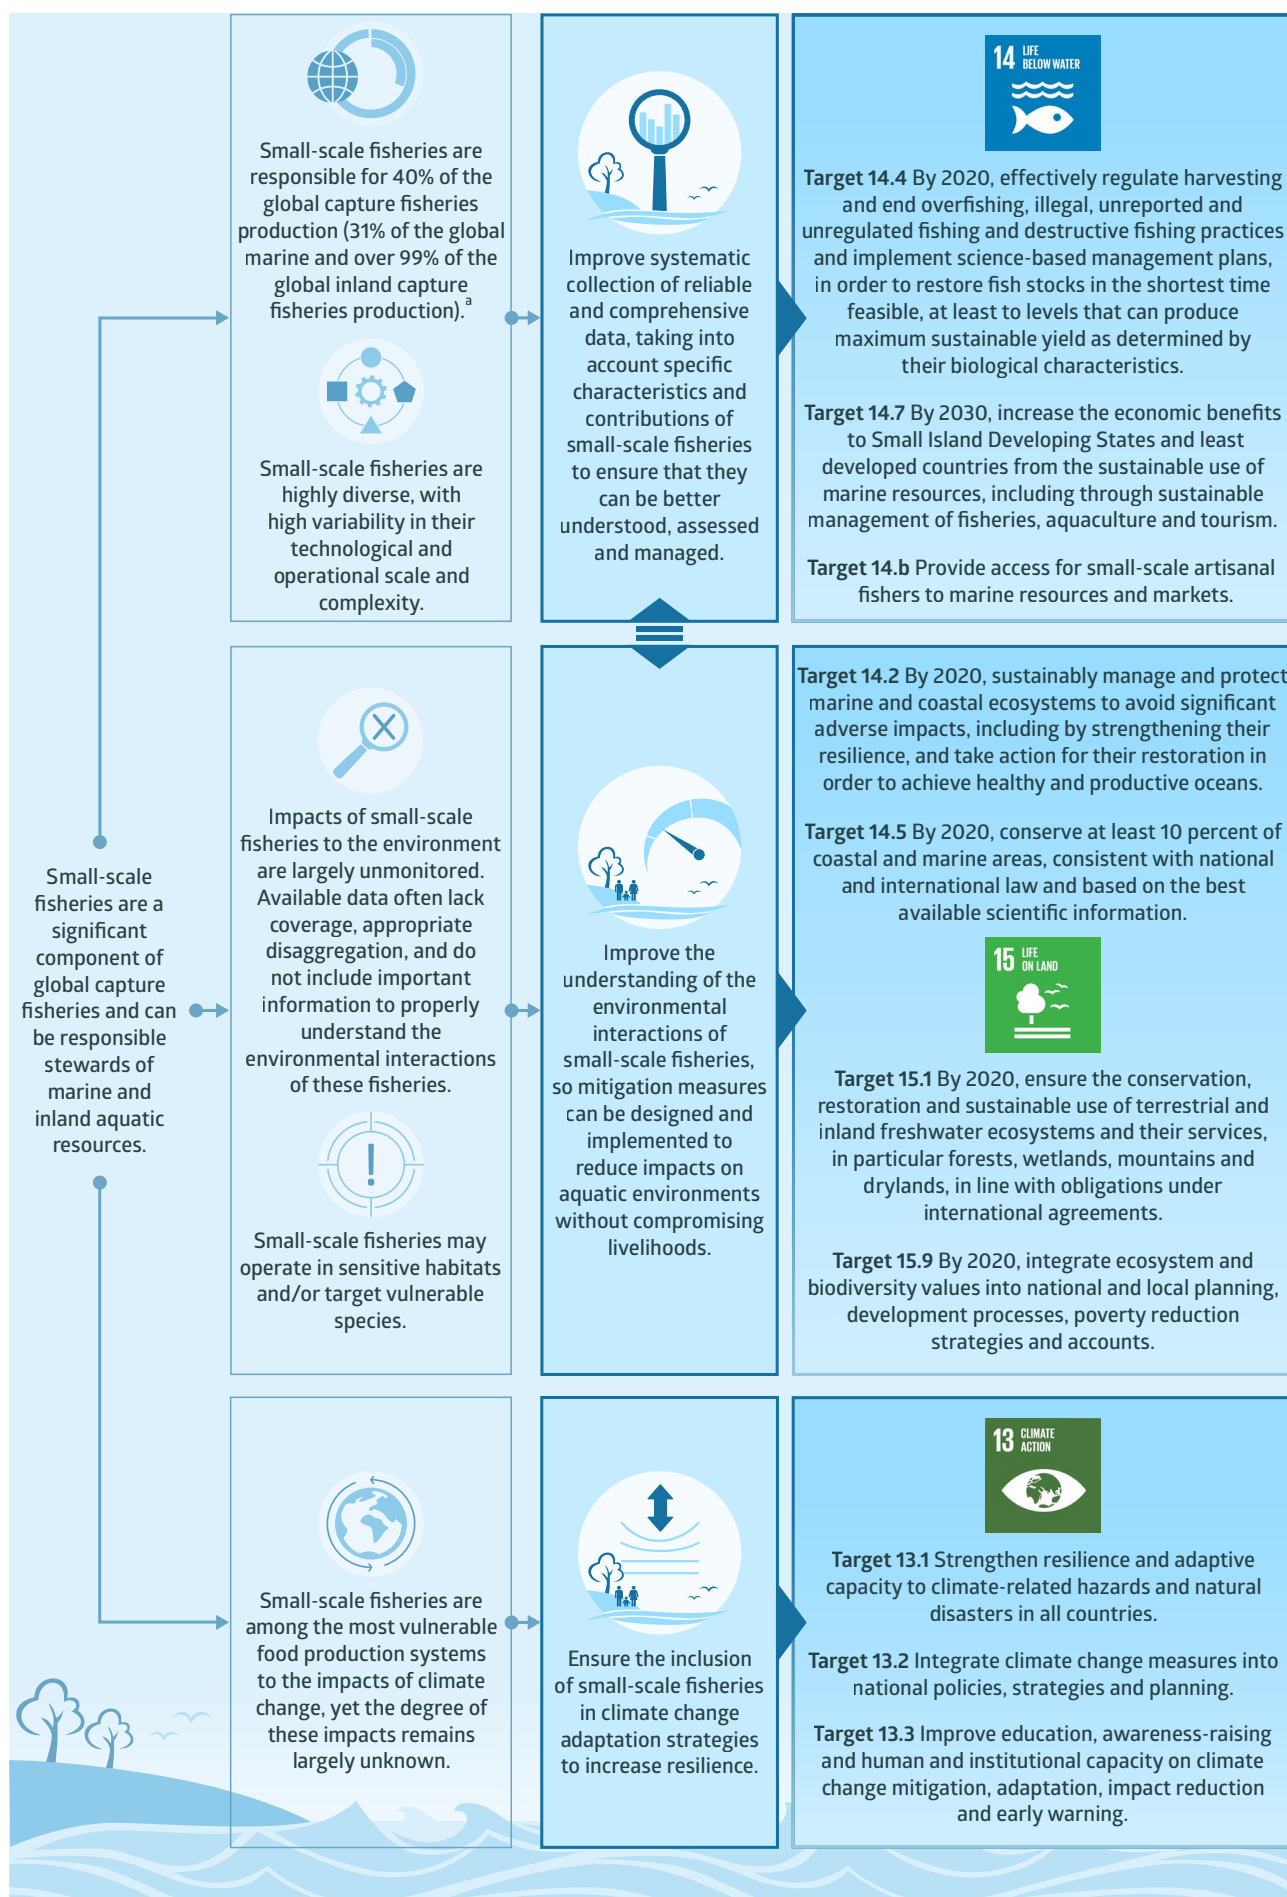 Small-scale
fisheries are a
significant
component of
global capture
fisheries and can
be responsible
stewards of
marine and
inland aquatic
resources.
Small-scale fisheries are
responsible for 40% of the
global capture fisheries
production (31% of the global
marine and over 99% of the
global inland capture
fisheries production).a
Small-scale fisheries are
highly diverse, with
high variability in their
technological and
operational scale and
complexity.
Improve systematic
collection of reliable
and comprehensive
data, taking into
account specific
characteristics and
contributions of
small-scale fisheries
to ensure that they
can be better
understood, assessed
and managed.
14 LIFE
BELOW WATER
Target 14.4 By 2020, effectively regulate harvesting
and end overfishing, illegal, unreported and
unregulated fishing and destructive fishing practices
and implement science-based management plans,
in order to restore fish stocks in the shortest time
feasible, at least to levels that can produce
maximum sustainable yield as determined by
their biological characteristics.
Target 14.7 By 2030, increase the economic benefits
to Small Island Developing States and least
developed countries from the sustainable use of
marine resources, including through sustainable
management of fisheries, aquaculture and tourism.
Target 14.b Provide access for small-scale artisanal
fishers to marine resources and markets.
Impacts of small-scale
fisheries to the environment
are largely unmonitored.
Available data often lack
coverage, appropriate
disaggregation, and do
not include important
information to properly
understand the
environmental interactions
of these fisheries.
Small-scale fisheries may
operate in sensitive habitats
and/or target vulnerable
species.
Improve the
understanding of the
environmental
interactions of
small-scale fisheries,
so mitigation measures
can be designed and
implemented to
reduce impacts on
aquatic environments
without compromising
livelihoods.
Target 14.2 By 2020, sustainably manage and protect
marine and coastal ecosystems to avoid significant
adverse impacts, including by strengthening their
resilience, and take action for their restoration in
order to achieve healthy and productive oceans.
Target 14.5 By 2020, conserve at least 10 percent of
coastal and marine areas, consistent with national
and international law and based on the best
available scientific information.
15 LIFE
ON LAND
Target 15.1 By 2020, ensure the conservation,
restoration and sustainable use of terrestrial and
inland freshwater ecosystems and their services,
in particular forests, wetlands, mountains and
drylands, in line with obligations under
international agreements.
Target 15.9 By 2020, integrate ecosystem and
biodiversity values into national and local planning,
development processes, poverty reduction
strategies and accounts.
Small-scale fisheries are
among the most vulnerable
food production systems
to the impacts of climate
change, yet the degree of
these impacts remains
largely unknown.
Ensure the inclusion
of small-scale fisheries
in climate change
adaptation strategies
to increase resilience.
13 CLIMATE
ACTION
Target 13.1 Strengthen resilience and adaptive
capacity to climate-related hazards and natural
disasters in all countries.
Target 13.2 Integrate climate change measures into
national policies, strategies and planning.
Target 13.3 Improve education, awareness-raising
and human and institutional capacity on climate
change mitigation, adaptation, impact reduction
and early warning.